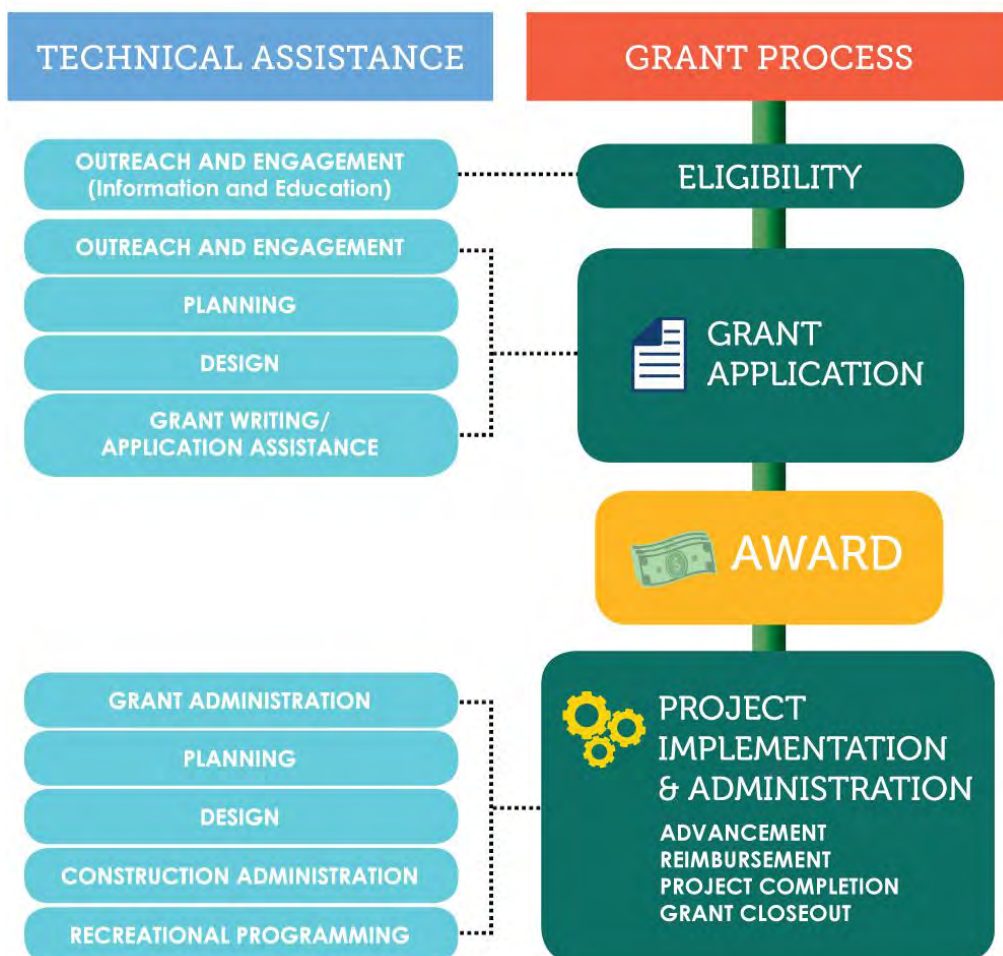 TECHNICAL ASSISTANCE
GRANT PROCESS
OUTREACH AND ENGAGEMENT
(Information and Education)
ELIGIBILITY
OUTREACH AND ENGAGEMENT
PLANNING
DESIGN
GRANT WRITING/
APPLICATION ASSISTANCE
GRANT
APPLICATION
$
AWARD
GRANT ADMINISTRATION
PLANNING
DESIGN
CONSTRUCTION ADMINISTRATION
RECREATIONAL PROGRAMMING
PROJECT
IMPLEMENTATION
& ADMINISTRATION
ADVANCEMENT
REIMBURSEMENT
PROJECT COMPLETION
GRANT CLOSEOUT